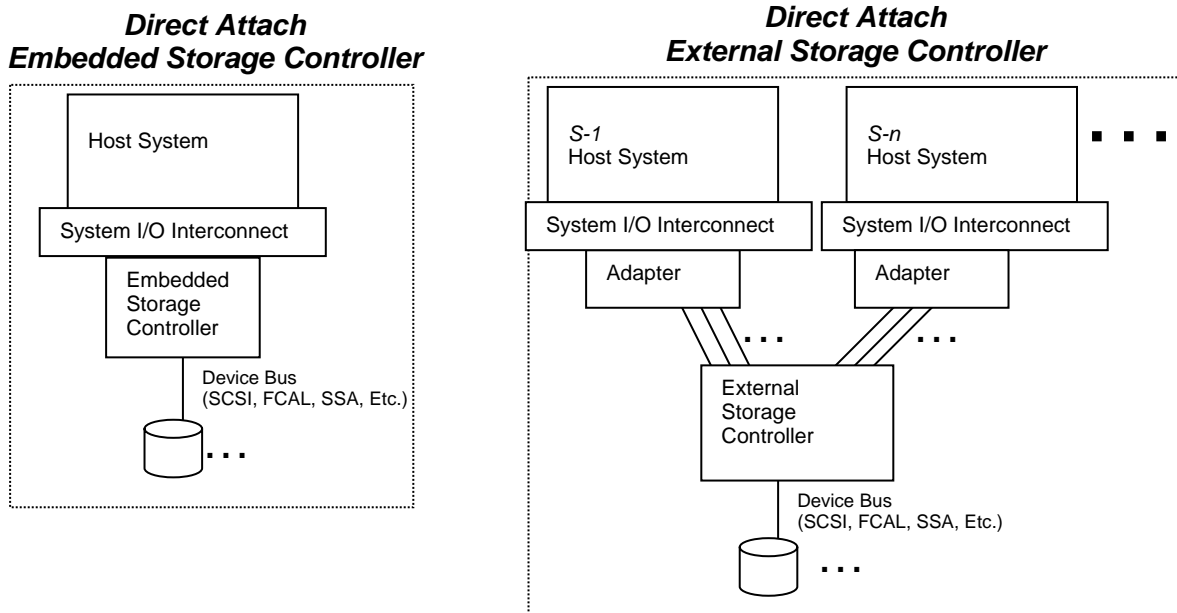 Direct Attach
Embedded Storage Controller
Host System
System I/O Interconnect
Embedded
Storage
Controller
Device Bus
(SCSI, FCAL, SSA, Etc.)
...
Direct Attach
External Storage Controller
S-1
Host System
S-n
Host System
...
System I/O Interconnect
System I/O Interconnect
Adapter
Adapter
...
...
External
Storage
Controller
Device Bus
(SCSI, FCAL, SSA, Etc.)
...